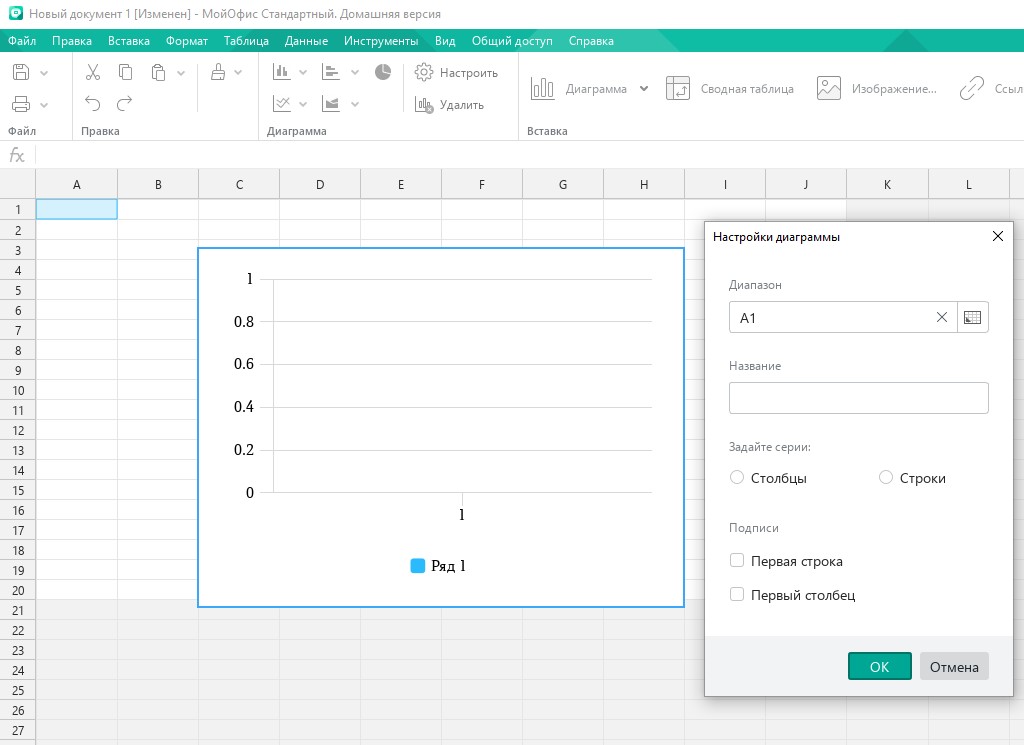 Новый документ 1 [Изменен] - МойОфис Стандартный. Домашняя версия
Файл Правка Вставка Формат Таблица Данные Инструменты Вид Общий доступ Справка
Настроить
Диаграмма Сводная таблица Изображение... Ссыл
Удалить
Файл Правка Диаграмма Вставка
fx
A B C D E F G H I J K L
1
2
3
4
5
6
7
8
9
10
11
12
13
14
15
16
17
18
19
20
21
22
23
24
25
26
27
1
0.8
0.6
0.4
0.2
0
1
Ряд 1
Настройки диаграммы
Диапазон
A1
Название
Задайте серии:
Столбцы Строки
Подписи
Первая строка
Первый столбец
ОК Отмена